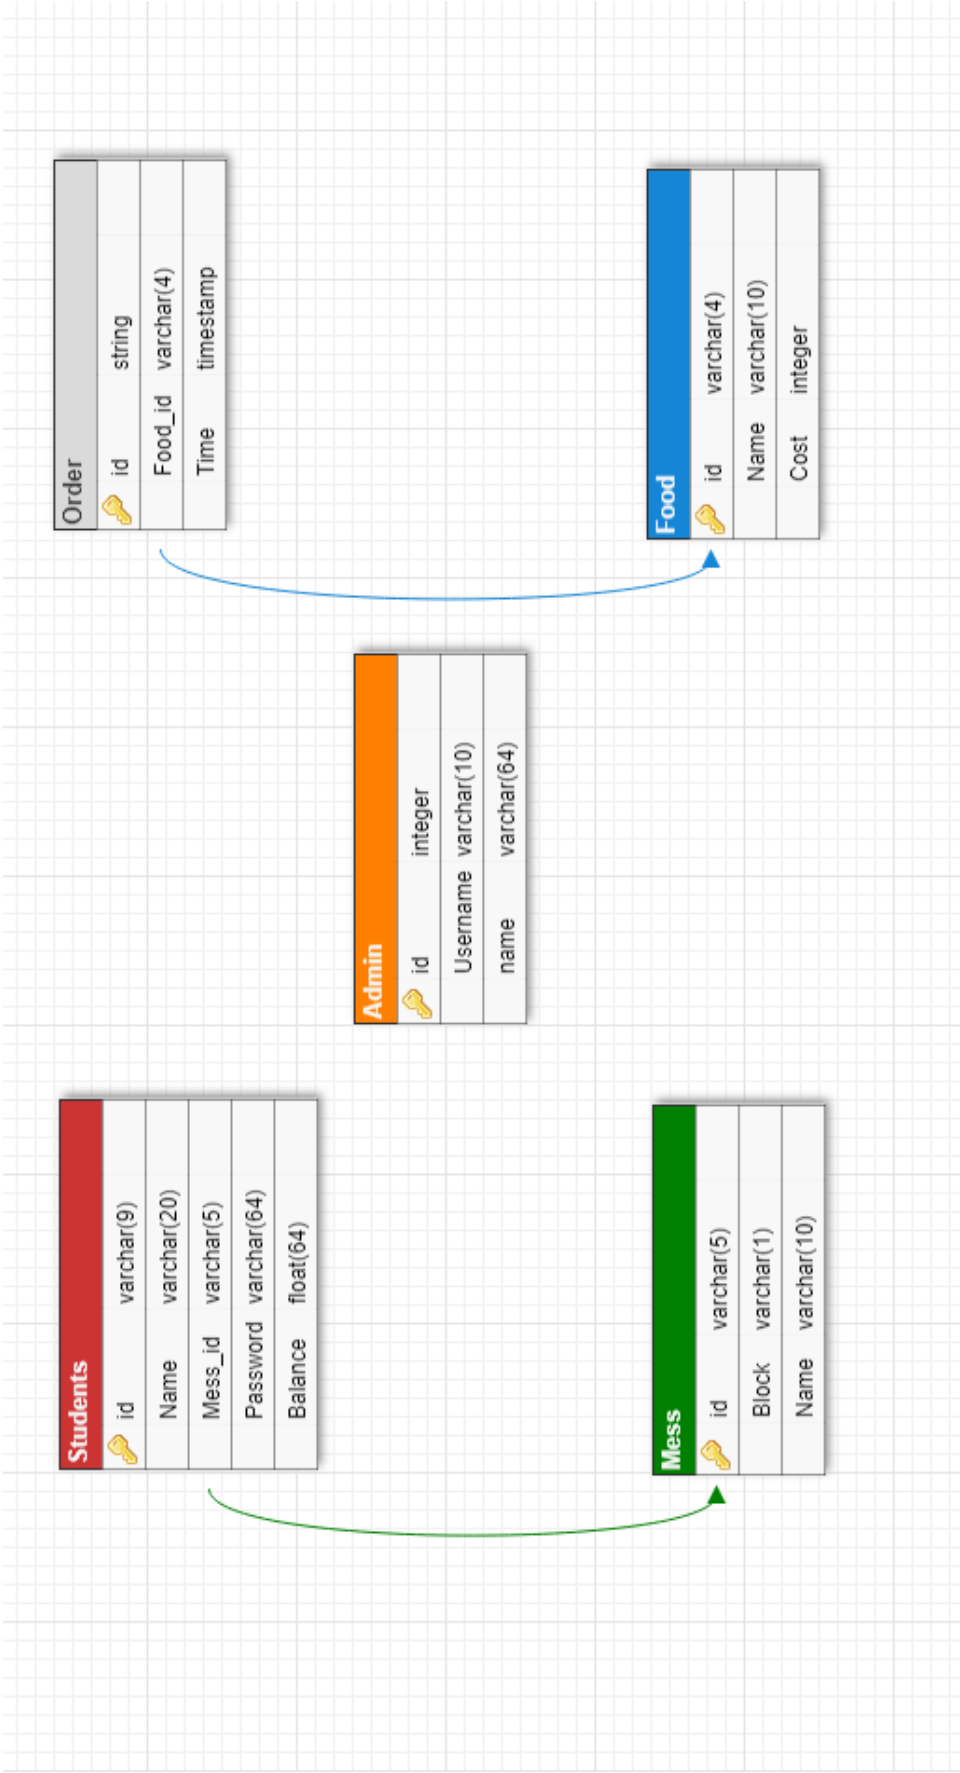 Students
id varchar(9)
Name varchar(20)
Mess_id varchar(5)
Password varchar(64)
Balance float(64)
Order
id string
Food_id varchar(4)
Time timestamp
Admin
id integer
Username varchar(10)
name varchar(64)
Mess
id varchar(5)
Block varchar(1)
Name varchar(10)
Food
id varchar(4)
Name varchar(10)
Cost integer